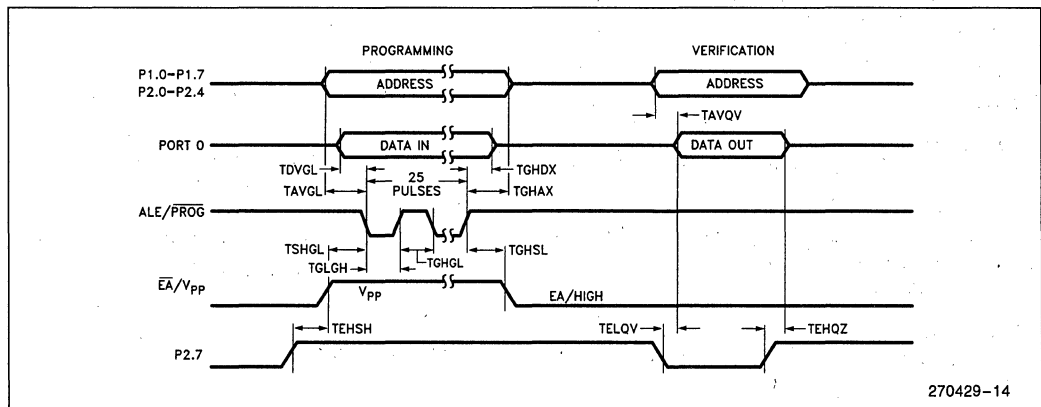 PROGRAMMING VERIFICATION
P1.0–P1.7
P2.0–P2.4
ADDRESS ADDRESS
TAVQV
PORT 0
DATA IN DATA OUT
TDVGL 25 TGHDX
TAVGL PULSES TGHAX
ALE/PROG
TSHGL TGHSL
TGLGH TGHGL
EA/VPP
VPP EA/HIGH
TEHSH TELQV TEHQZ
P2.7
270429–14